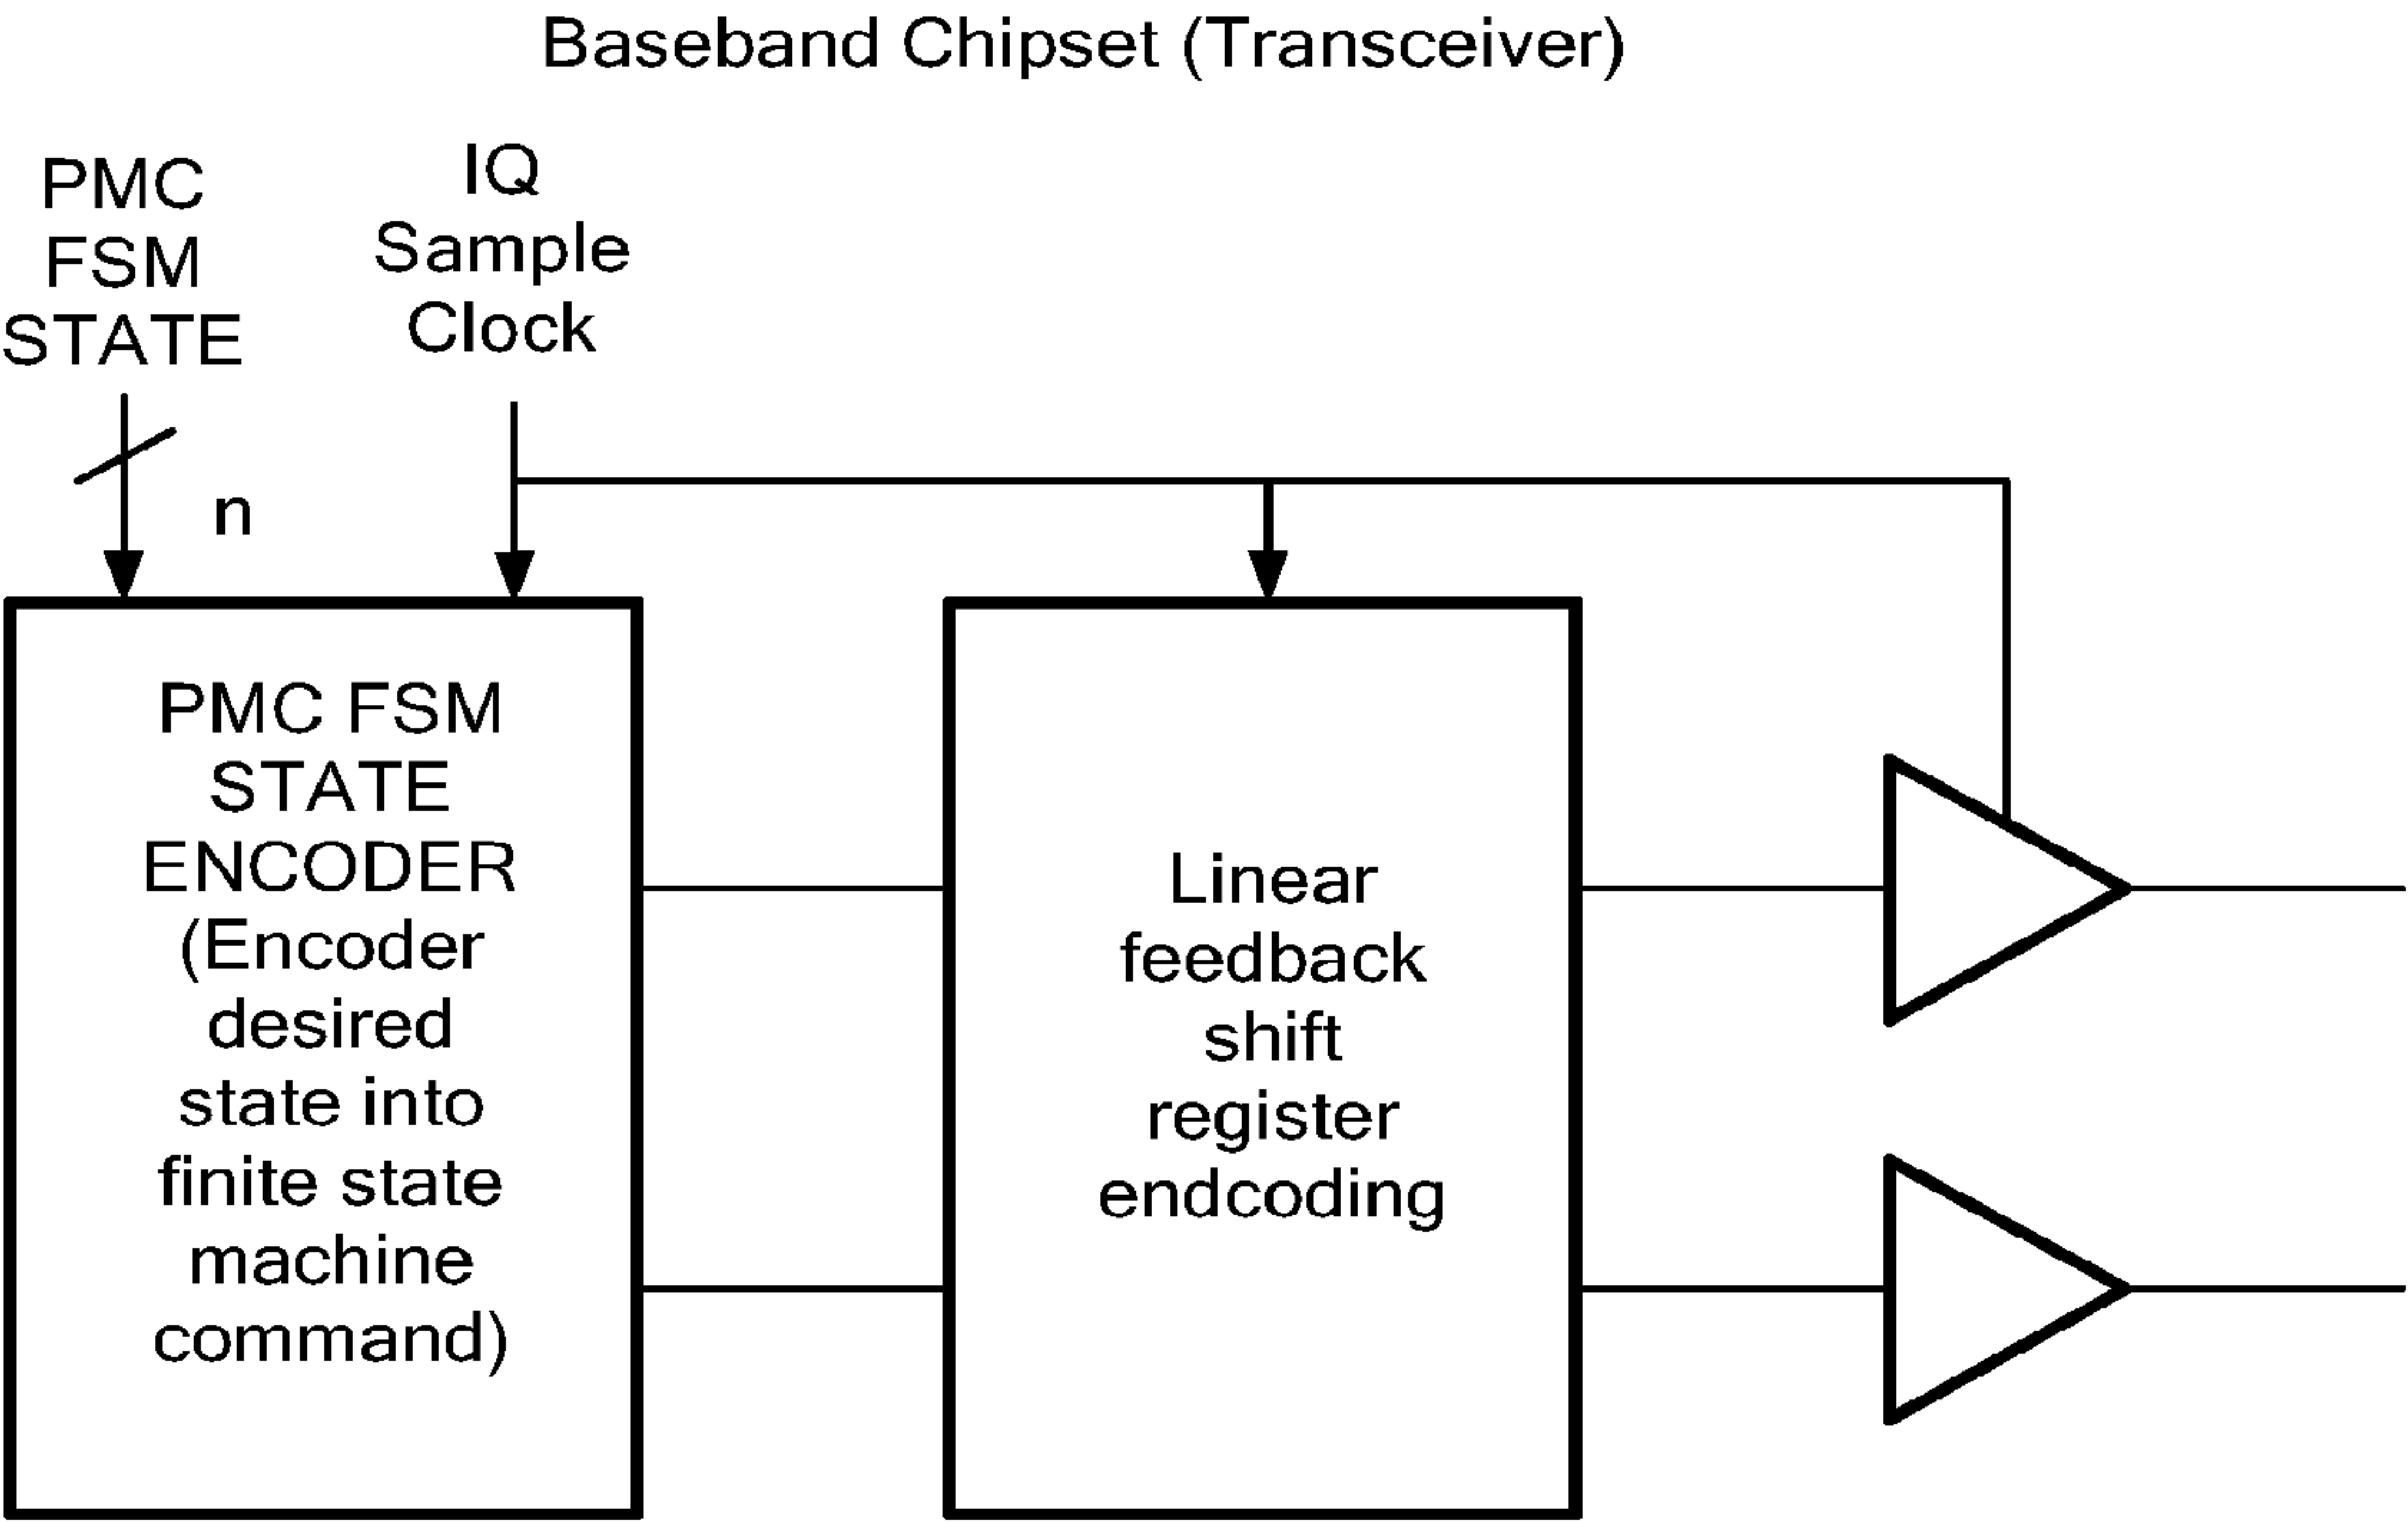 Baseband Chipset (Transceiver)
PMC
FSM
STATE
IQ
Sample
Clock
n
PMC FSM
STATE
ENCODER
(Encoder
desired
state into
finite state
machine
command)
Linear
feedback
shift
register
endcoding